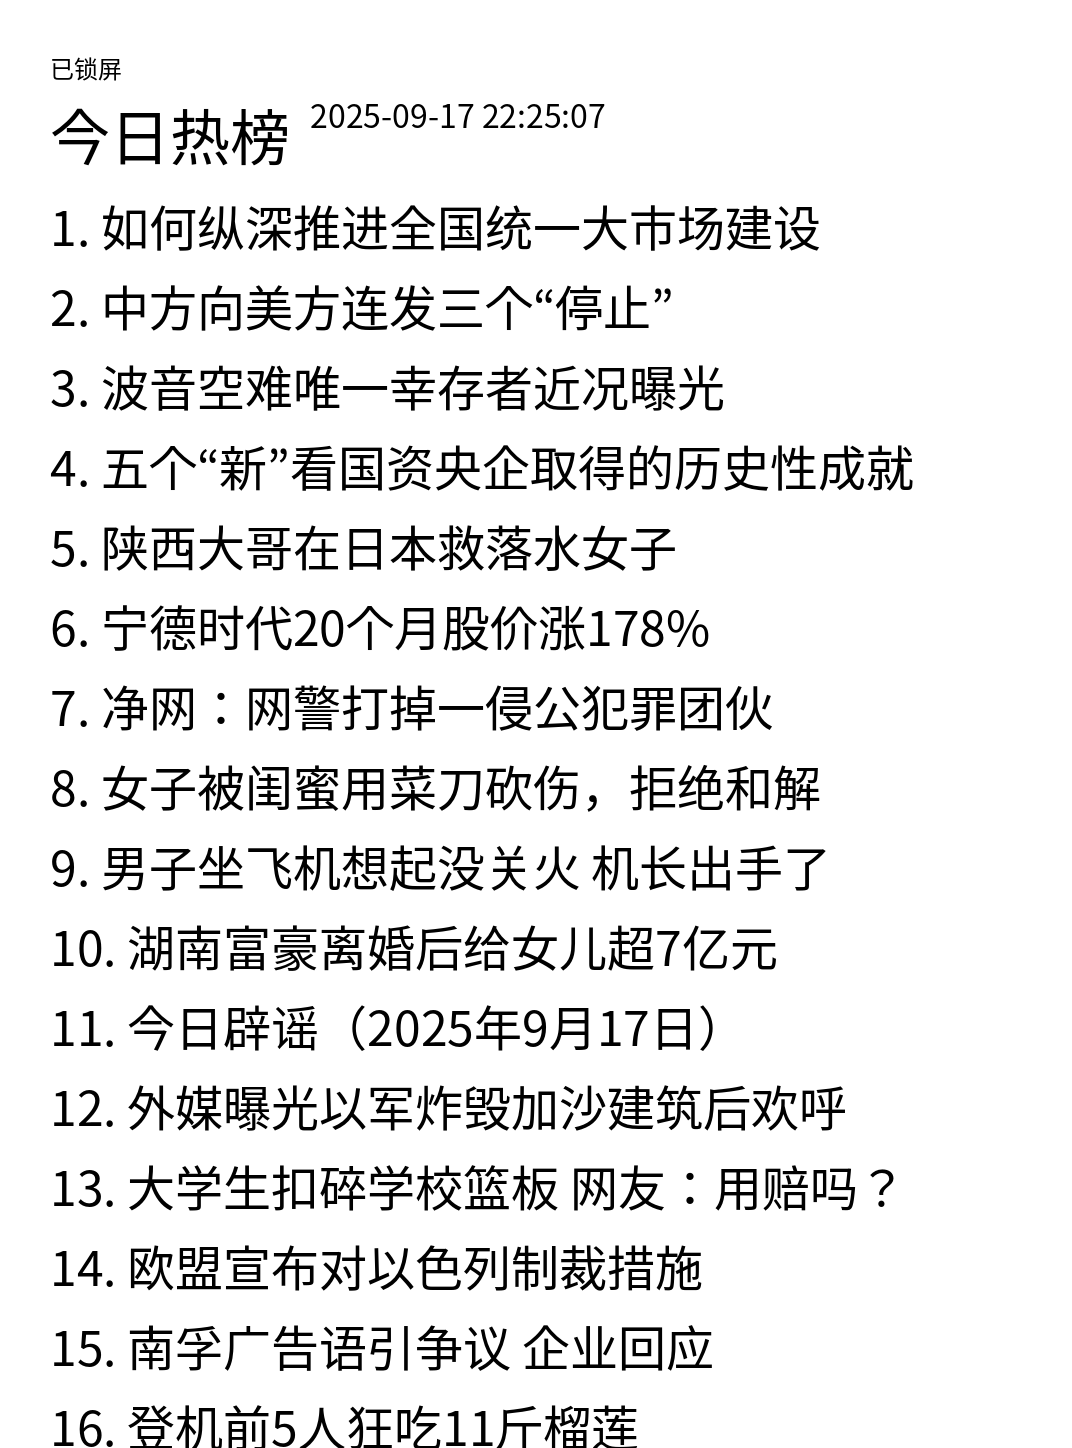 已锁屏
今日热榜 2025-09-17 22:25:07
1. 如何纵深推进全国统一大市场建设
2. 中方向美方连发三个“停止”
3. 波音空难唯一幸存者近况曝光
4. 五个“新”看国资央企取得的历史性成就
5. 陕西大哥在日本救落水女子
6. 宁德时代20个月股价涨178%
7. 净网：网警打掉一侵公犯罪团伙
8. 女子被闺蜜用菜刀砍伤，拒绝和解
9. 男子坐飞机想起没关火 机长出手了
10. 湖南富豪离婚后给女儿超7亿元
11. 今日辟谣（2025年9月17日）
12. 外媒曝光以军炸毁加沙建筑后欢呼
13. 大学生扣碎学校篮板 网友：用赔吗？
14. 欧盟宣布对以色列制裁措施
15. 南孚广告语引争议 企业回应
16. 登机前5人狂吃11斤榴莲